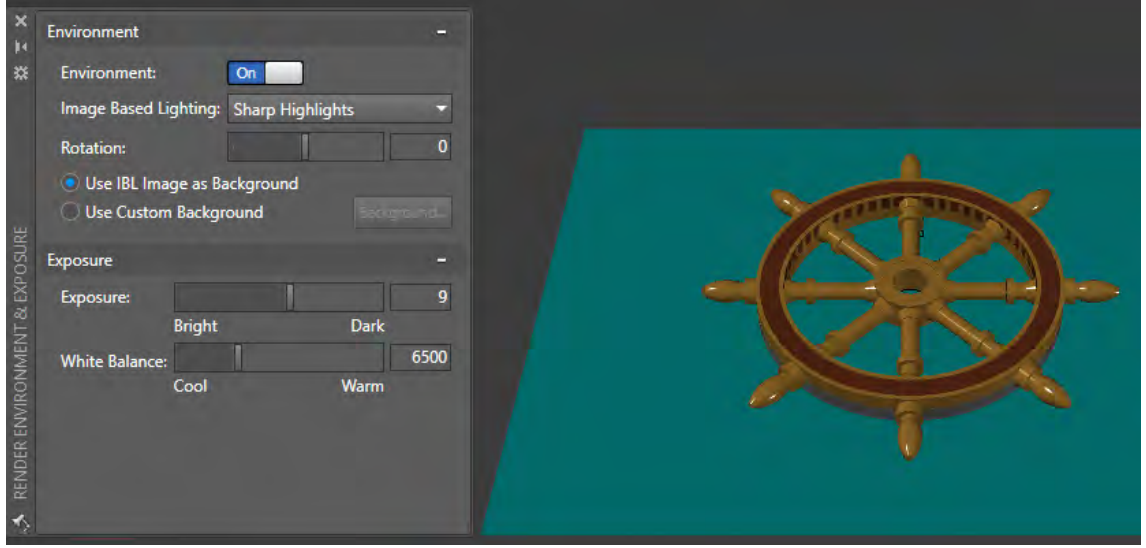 Environment
Environment: On
Image Based Lighting: Sharp Highlights
Rotation: 0
Use IBL Image as Background
Use Custom Background Background...
Exposure
Exposure: 9
Bright Dark
White Balance: 6500
Cool Warm
RENDER ENVIRONMENT & EXPOSURE